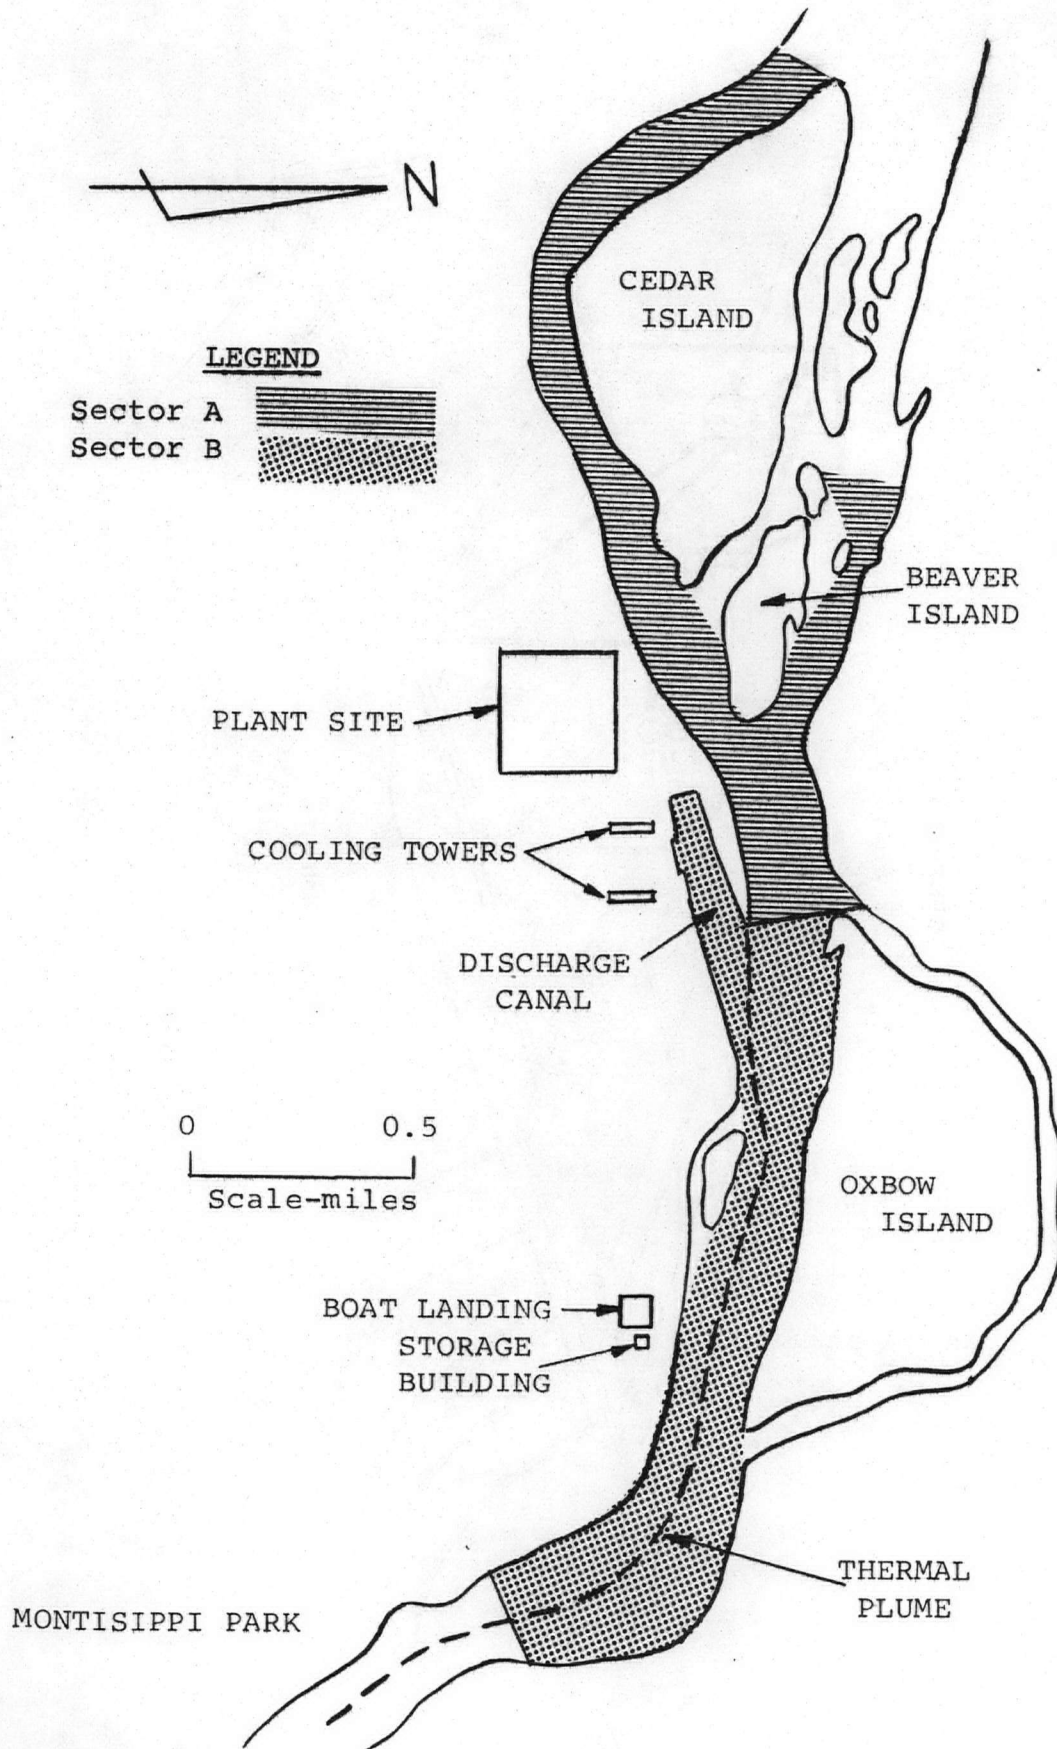 N
CEDAR
ISLAND
LEGEND
Sector A
Sector B
BEAVER
ISLAND
PLANT SITE
COOLING TOWERS
DISCHARGE
CANAL
0 0.5
Scale-miles
OXBOW
ISLAND
BOAT LANDING
STORAGE
BUILDING
THERMAL
PLUME
MONTISIPPI PARK